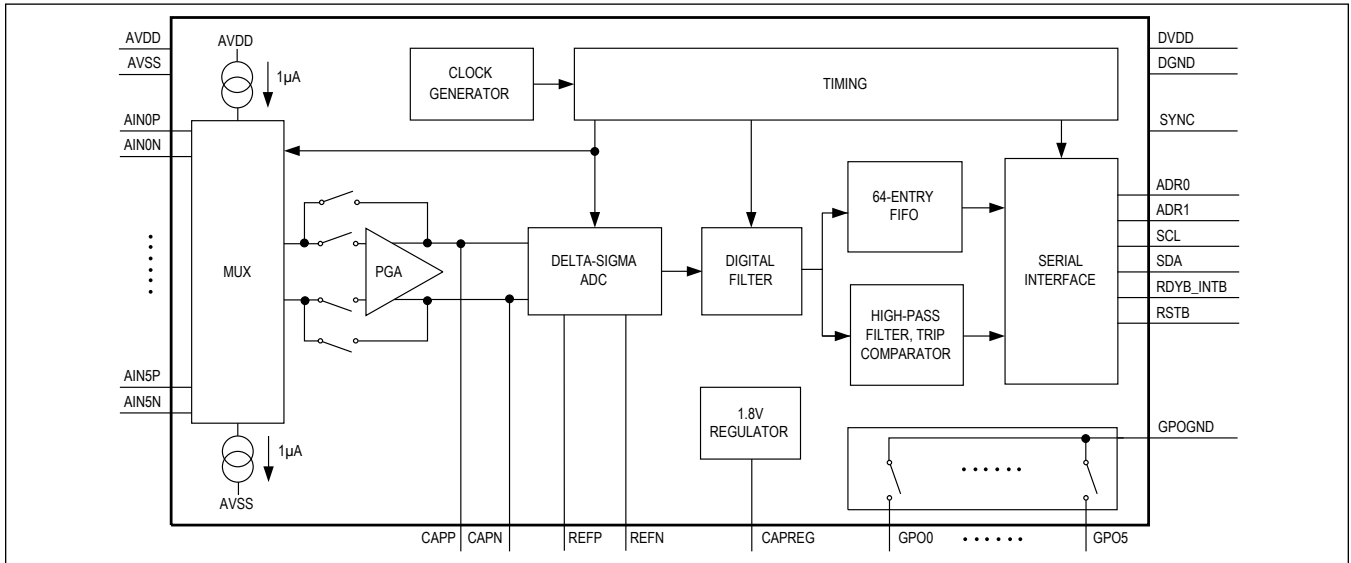 AVDD
AVSS
AVDD
1µA
CLOCK
GENERATOR
TIMING
DVDD
DGND
AIN0P
AIN0N
SYNC
MUX
PGA
DELTA-SIGMA
ADC
DIGITAL
FILTER
64-ENTRY
FIFO
HIGH-PASS
FILTER, TRIP
COMPARATOR
SERIAL
INTERFACE
ADR0
ADR1
SCL
SDA
RDYB_INTB
RSTB
AIN5P
AIN5N
1µA
AVSS
1.8V
REGULATOR
GPOGND
CAPP
CAPN
REFP
REFN
CAPREG
GPO0
GPO5